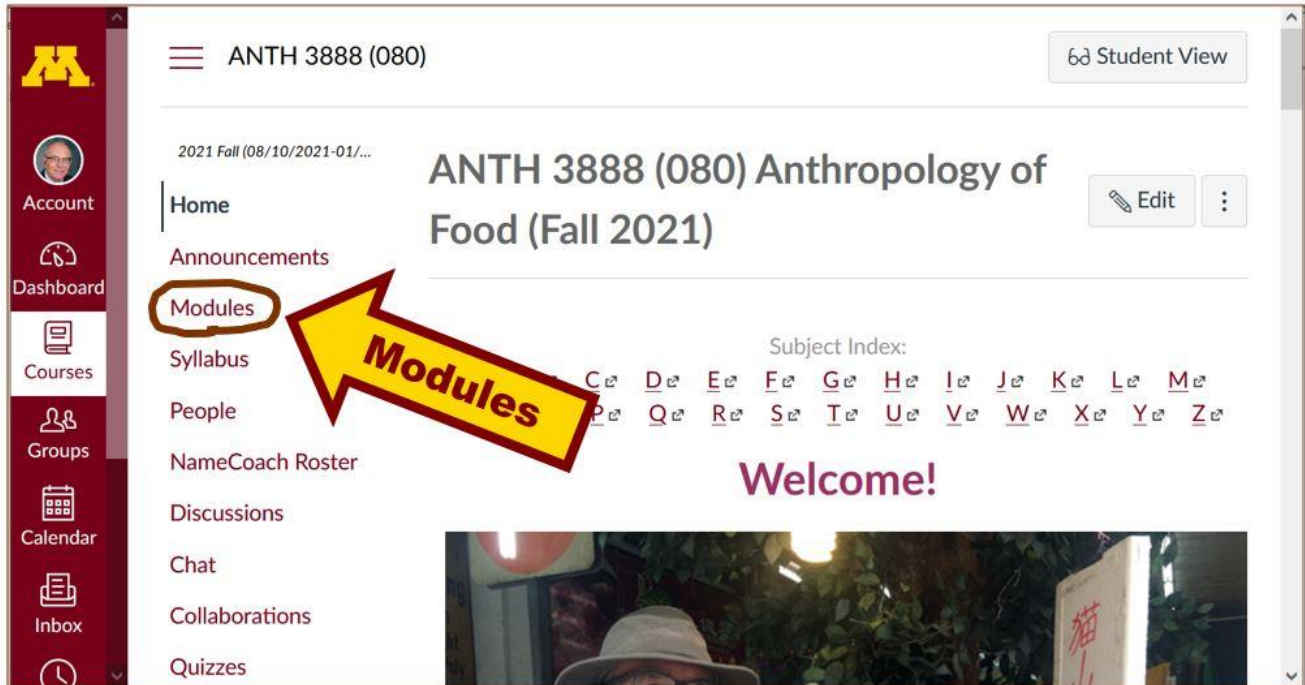 M
ANTH 3888 (080)
Student View
Account
Dashboard
Courses
Groups
Calendar
Inbox
2021 Fall (08/10/2021-01/...
Home
Announcements
Modules
Syllabus
People
NameCoach Roster
Discussions
Chat
Collaborations
Quizzes
Modules
ANTH 3888 (080) Anthropology of
Food (Fall 2021)
Edit
Subject Index:
C D E F G H I J K L M
P Q R S T U V W X Y Z
Welcome!
猫
山